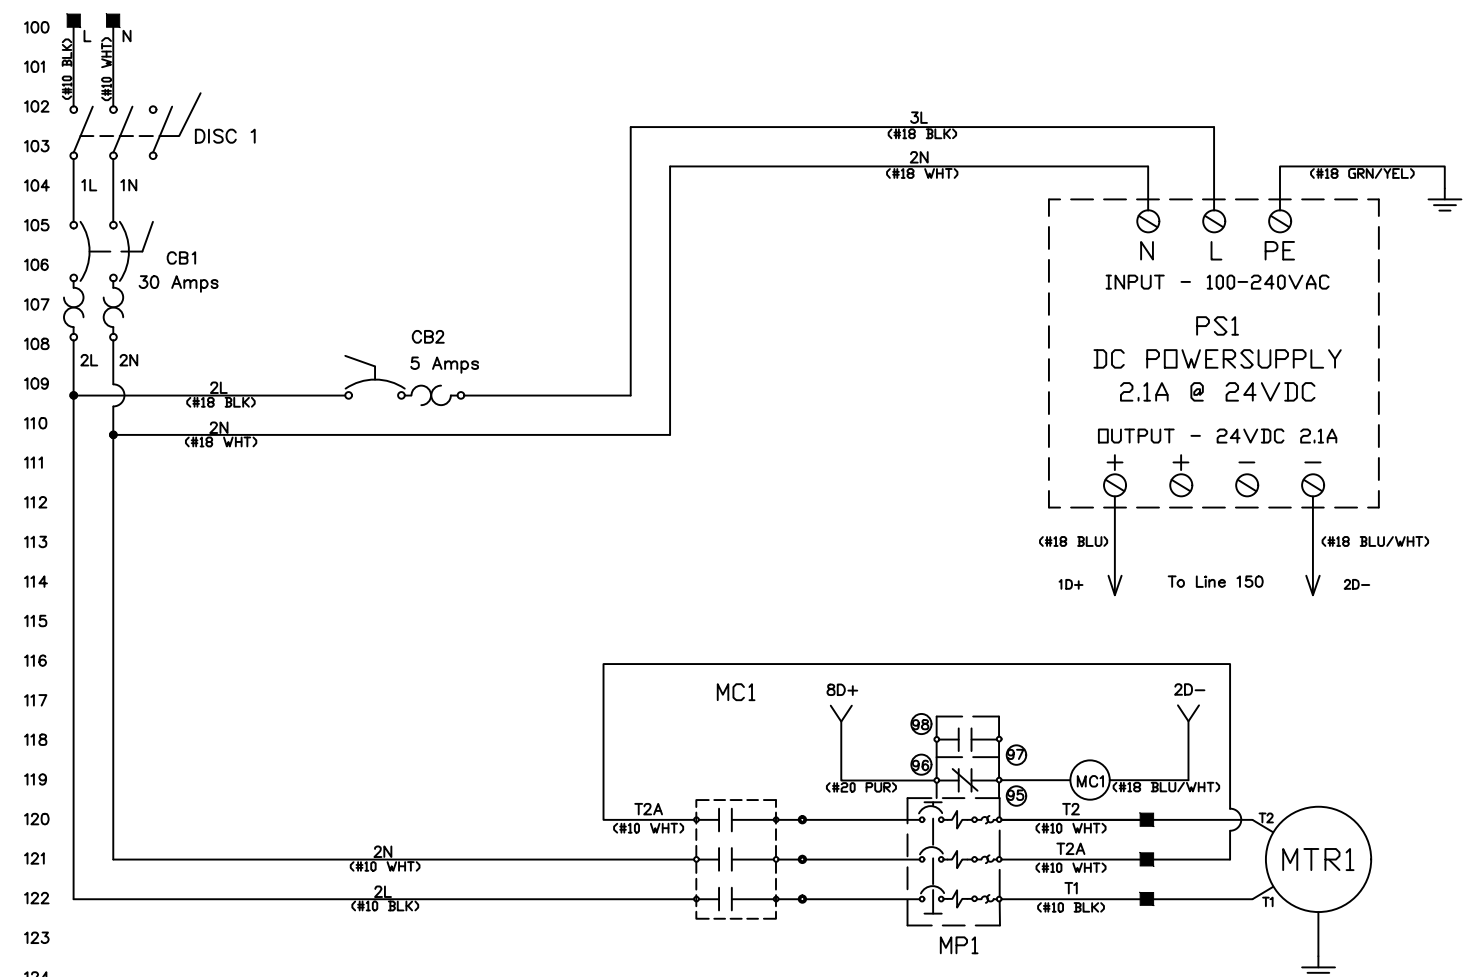 100
L
N
(#10 BLK)
(#10 WHT)
101
102
DISC 1
103
3L
(#18 BLK)
2N
(#18 WHT)
(#18 GRN/YEL)
104
1L
1N
105
N
L
PE
CB1
106
30 Amps
INPUT - 100-240VAC
107
PS1
108
CB2
2L
2N
5 Amps
DC POWERSUPPLY
109
2L
(#18 BLK)
2.1A @ 24VDC
110
2N
(#18 WHT)
OUTPUT - 24VDC 2.1A
111
+
+
-
-
112
113
(#18 BLU)
(#18 BLU/WHT)
114
1D+
To Line 150
2D-
115
116
117
MC1
8D+
2D-
98
118
97
96
119
(#20 PUR)
MC1
(#18 BLU/WHT)
95
120
T2A
(#10 WHT)
T2
(#10 WHT)
T2
121
2N
(#10 WHT)
T2A
(#10 WHT)
MTR1
122
2L
(#10 BLK)
T1
(#10 BLK)
T1
123
MP1
124